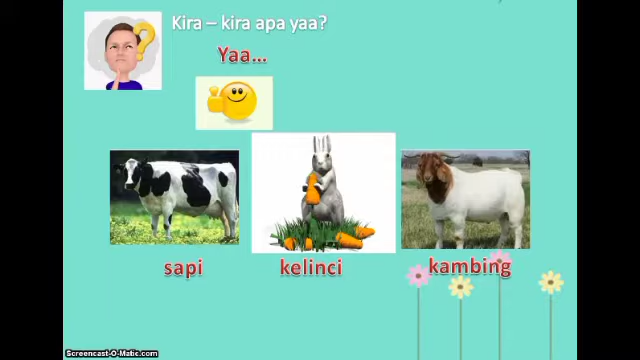 Kira – kira apa yaa?
Yaa...
sapi
kelinci
kambing
Screencast-O-Matic.com